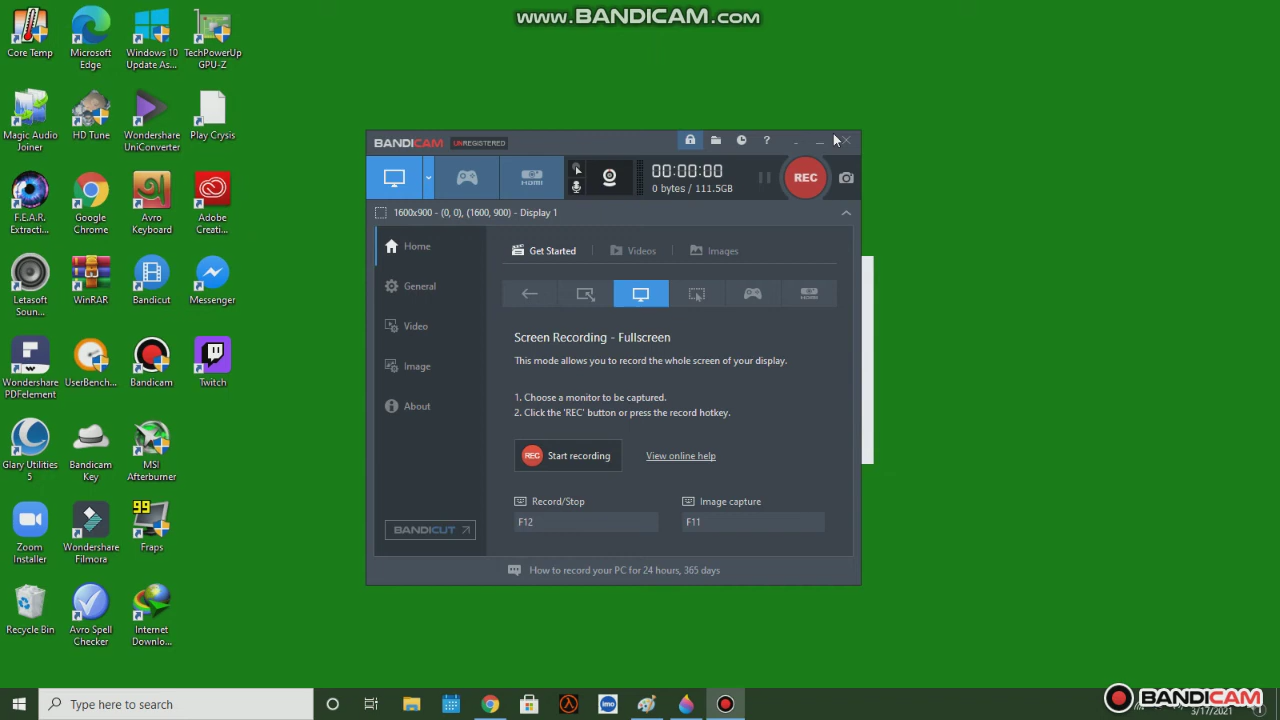 www.BANDICAM.com
Core Temp
Microsoft
Edge
Windows 10
Update As...
TechPowerUp
GPU-Z
Magic Audio
Joiner
HD Tune
Wondershare
UniConverter
Play Crysis
F.E.A.R.
Extracti...
Google
Chrome
Avro
Keyboard
Adobe
Creati...
Letasoft
Soun...
WinRAR
Bandicut
Messenger
Wondershare
PDFelement
UserBench...
Bandicam
Twitch
Glary Utilities
5
Bandicam
Key
MSI
Afterburner
Zoom
Installer
Wondershare
Filmora
99
Fraps
Recycle Bin
Avro Spell
Checker
Internet
Downlo...
BANDICAM UNREGISTERED
?
HDMI
00:00:00
0 bytes / 111.5GB
REC
1600x900 - (0, 0), (1600, 900) - Display 1
Home
General
Video
Image
About
BANDICUT
Get Started
Videos
Images
HDMI
Screen Recording - Fullscreen
This mode allows you to record the whole screen of your display.
1. Choose a monitor to be captured.
2. Click the 'REC' button or press the record hotkey.
REC Start recording
View online help
Record/Stop
Image capture
F12
F11
How to record your PC for 24 hours, 365 days
Type here to search
imo
BANDICAM
3/17/2021